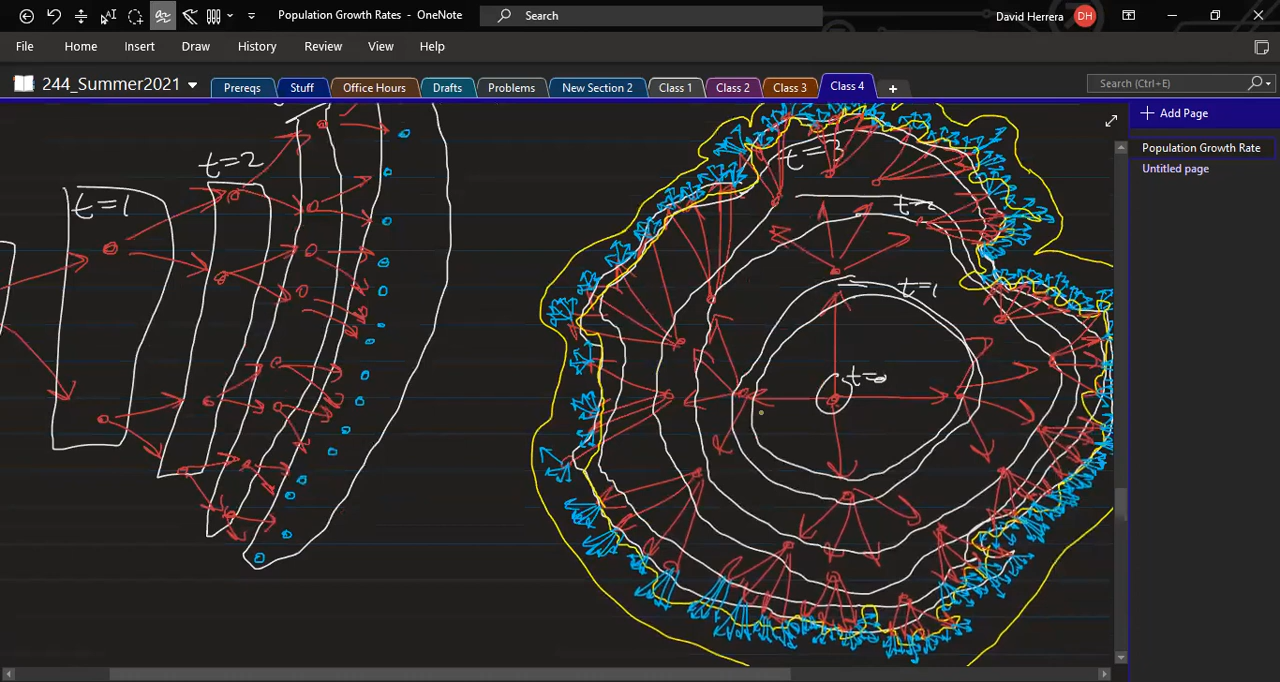 Population Growth Rates - OneNote
Search
David Herrera
DH
File Home Insert Draw History Review View Help
244_Summer2021
Prereqs Stuff Office Hours Drafts Problems New Section 2 Class 1 Class 2 Class 3 Class 4
Search (Ctrl+E)
Add Page
Population Growth Rate
Untitled page
t=1
t=2
t=3
t=2
t=1
t=0